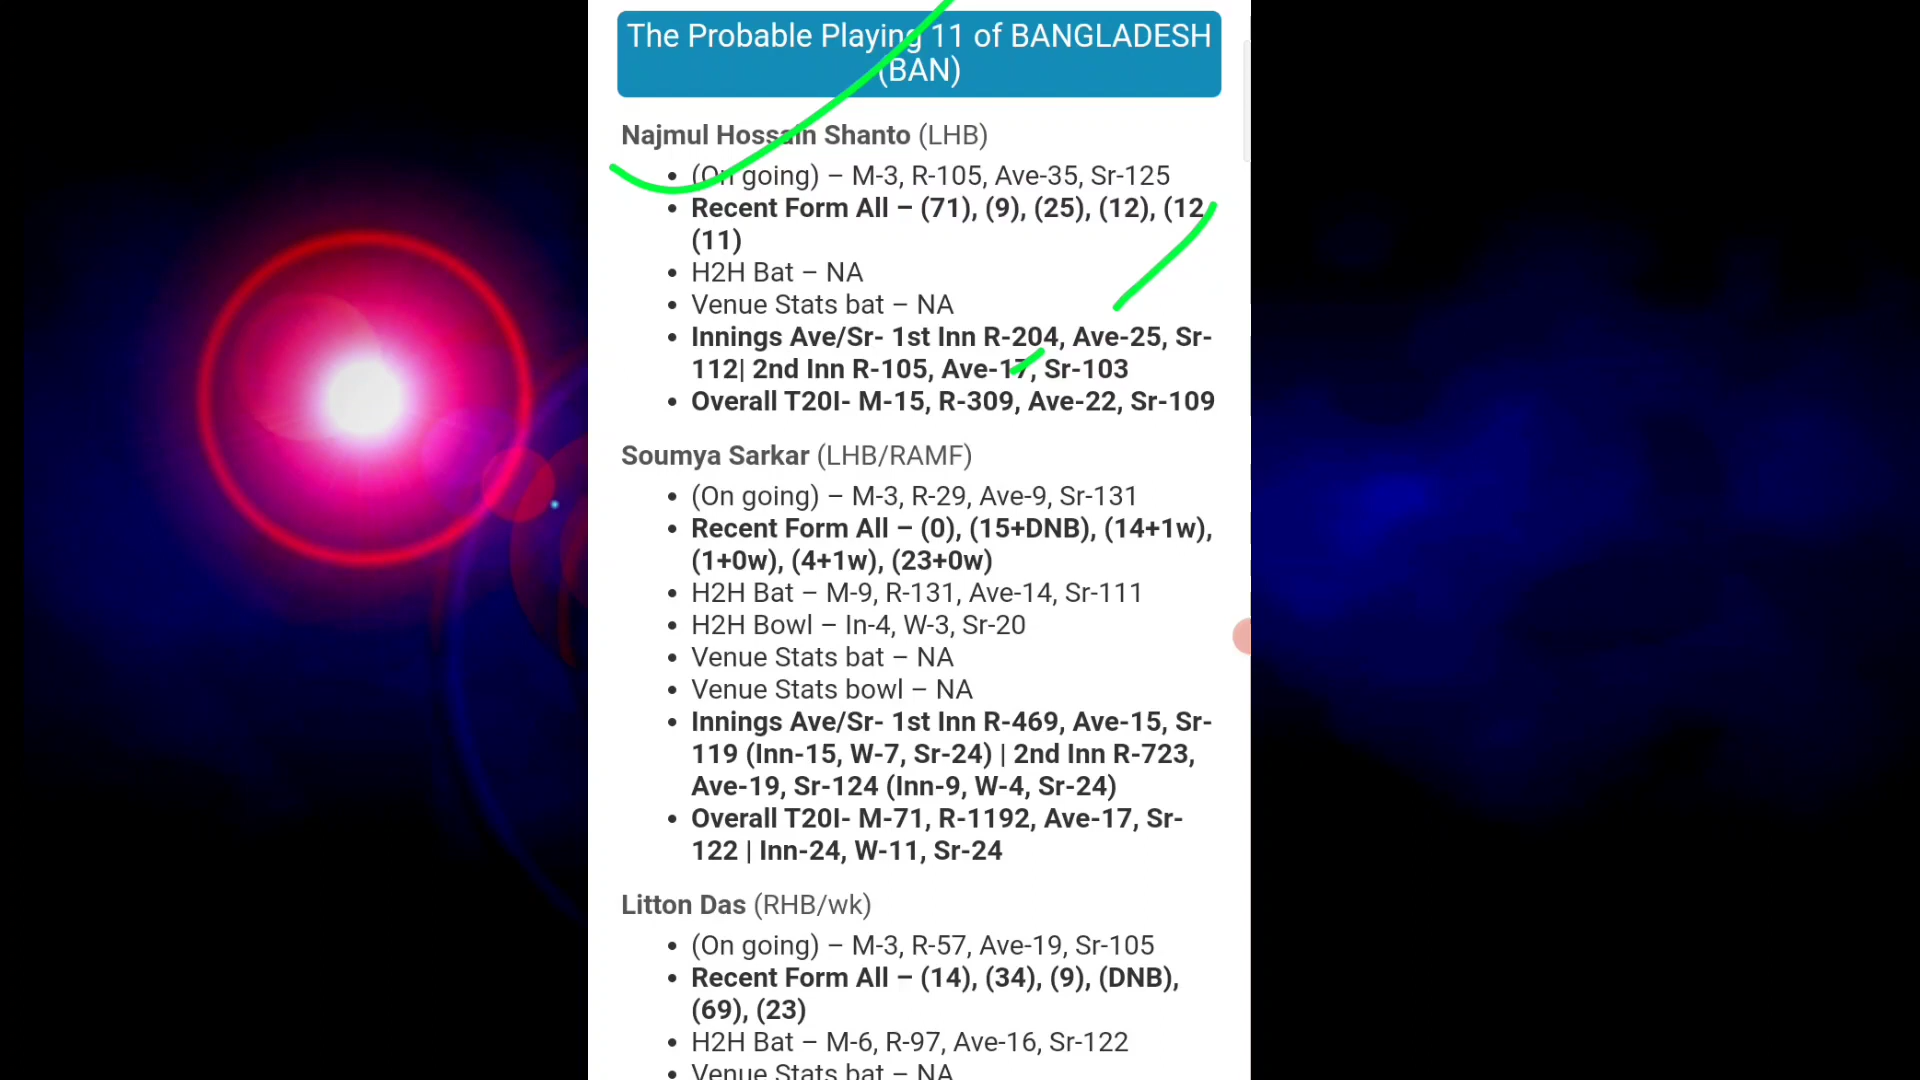 The Probable Playing 11 of BANGLADESH
(BAN)
Najmul Hossain Shanto (LHB)
• (On going) – M-3, R-105, Ave-35, Sr-125
• Recent Form All – (71), (9), (25), (12), (12
(11)
• H2H Bat – NA
• Venue Stats bat – NA
• Innings Ave/Sr- 1st Inn R-204, Ave-25, Sr-
112| 2nd Inn R-105, Ave-17, Sr-103
• Overall T20I- M-15, R-309, Ave-22, Sr-109
Soumya Sarkar (LHB/RAMF)
• (On going) – M-3, R-29, Ave-9, Sr-131
• Recent Form All – (0), (15+DNB), (14+1w),
(1+0w), (4+1w), (23+0w)
• H2H Bat – M-9, R-131, Ave-14, Sr-111
• H2H Bowl – In-4, W-3, Sr-20
• Venue Stats bat – NA
• Venue Stats bowl – NA
• Innings Ave/Sr- 1st Inn R-469, Ave-15, Sr-
119 (Inn-15, W-7, Sr-24) | 2nd Inn R-723,
Ave-19, Sr-124 (Inn-9, W-4, Sr-24)
• Overall T20I- M-71, R-1192, Ave-17, Sr-
122 | Inn-24, W-11, Sr-24
Litton Das (RHB/wk)
• (On going) – M-3, R-57, Ave-19, Sr-105
• Recent Form All – (14), (34), (9), (DNB),
(69), (23)
• H2H Bat – M-6, R-97, Ave-16, Sr-122
Venue Stats bat – NA